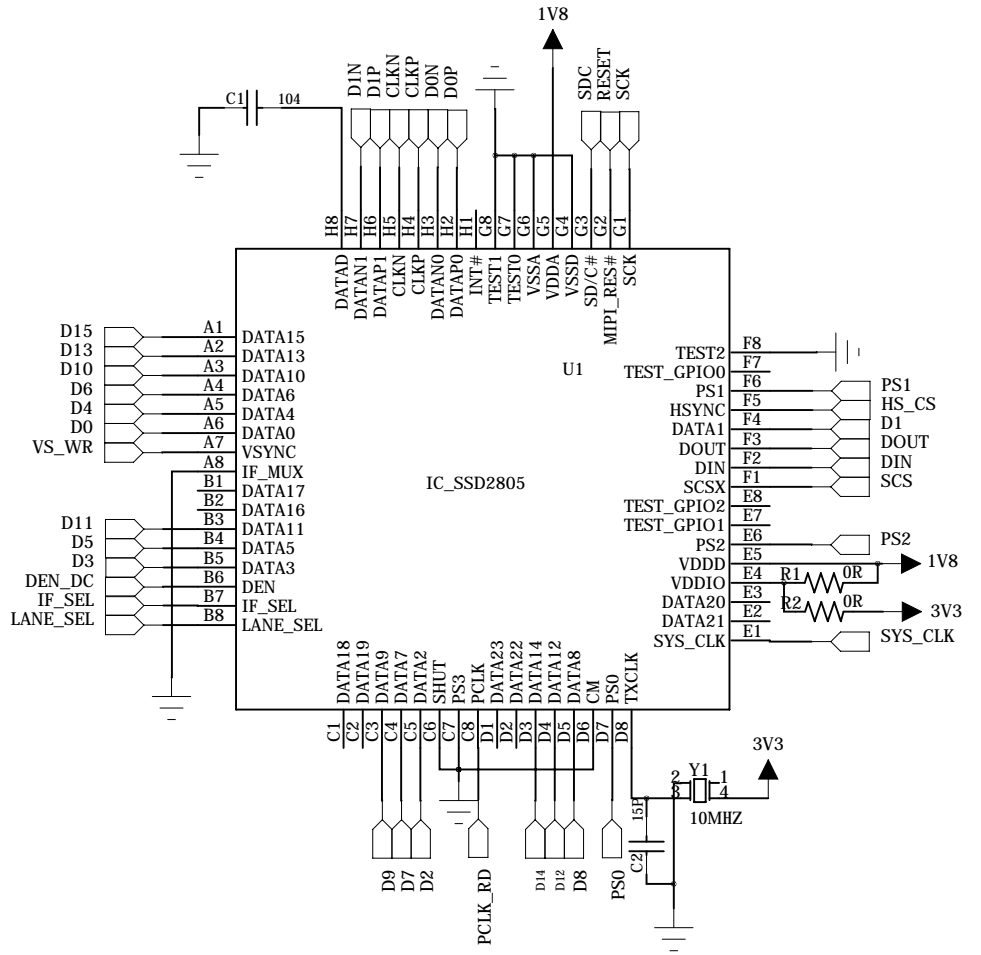 1V8
D1N
D1P
CLKN
CLKP
D0N
D0P
SDC
RESET
SCK
C1
104
H8
H7
H6
H5
H4
H3
H2
H1
G8
G7
G6
G5
G4
G3
G2
G1
DATAD
DATAN1
DATAP1
CLKN
CLKP
DATAN0
DATAP0
INT#
TEST1
TEST0
VSSA
VDDA
VSSD
SD/C#
MIPI_RES#
SCK
U1
IC_SSD2805
D15 A1 DATA15
D13 A2 DATA13
D10 A3 DATA10
D6 A4 DATA6
D4 A5 DATA4
D0 A6 DATA0
VS_WR A7 VSYNC
A8 IF_MUX
B1 DATA17
B2 DATA16
D11 B3 DATA11
D5 B4 DATA5
D3 B5 DATA3
DEN_DC B6 DEN
IF_SEL B7 IF_SEL
LANE_SEL B8 LANE_SEL
TEST2 F8
TEST_GPIO0 F7
PS1 F6 PS1
HSYNC F5 HS_CS
DATA1 F4 D1
DOUT F3 DOUT
DIN F2 DIN
SCSX F1 SCS
TEST_GPIO2 E8
TEST_GPIO1 E7
PS2 E6 PS2
VDDD E5 1V8
VDDIO E4 R1 0R
DATA20 E3
DATA21 E2 R2 0R 3V3
SYS_CLK E1 SYS_CLK
DATA18
DATA19
DATA9
DATA7
DATA2
SHUT
PS3
PCLK
DATA23
DATA22
DATA14
DATA12
DATA8
CM
PS0
TXCLK
C1
C2
C3
C4
C5
C6
C7
C8
D1
D2
D3
D4
D5
D6
D7
D8
3V3
2 Y1 1
3 4
10MHZ
15P
C2
D9
D7
D2
PCLK_RD
D14
D12
D8
PS0